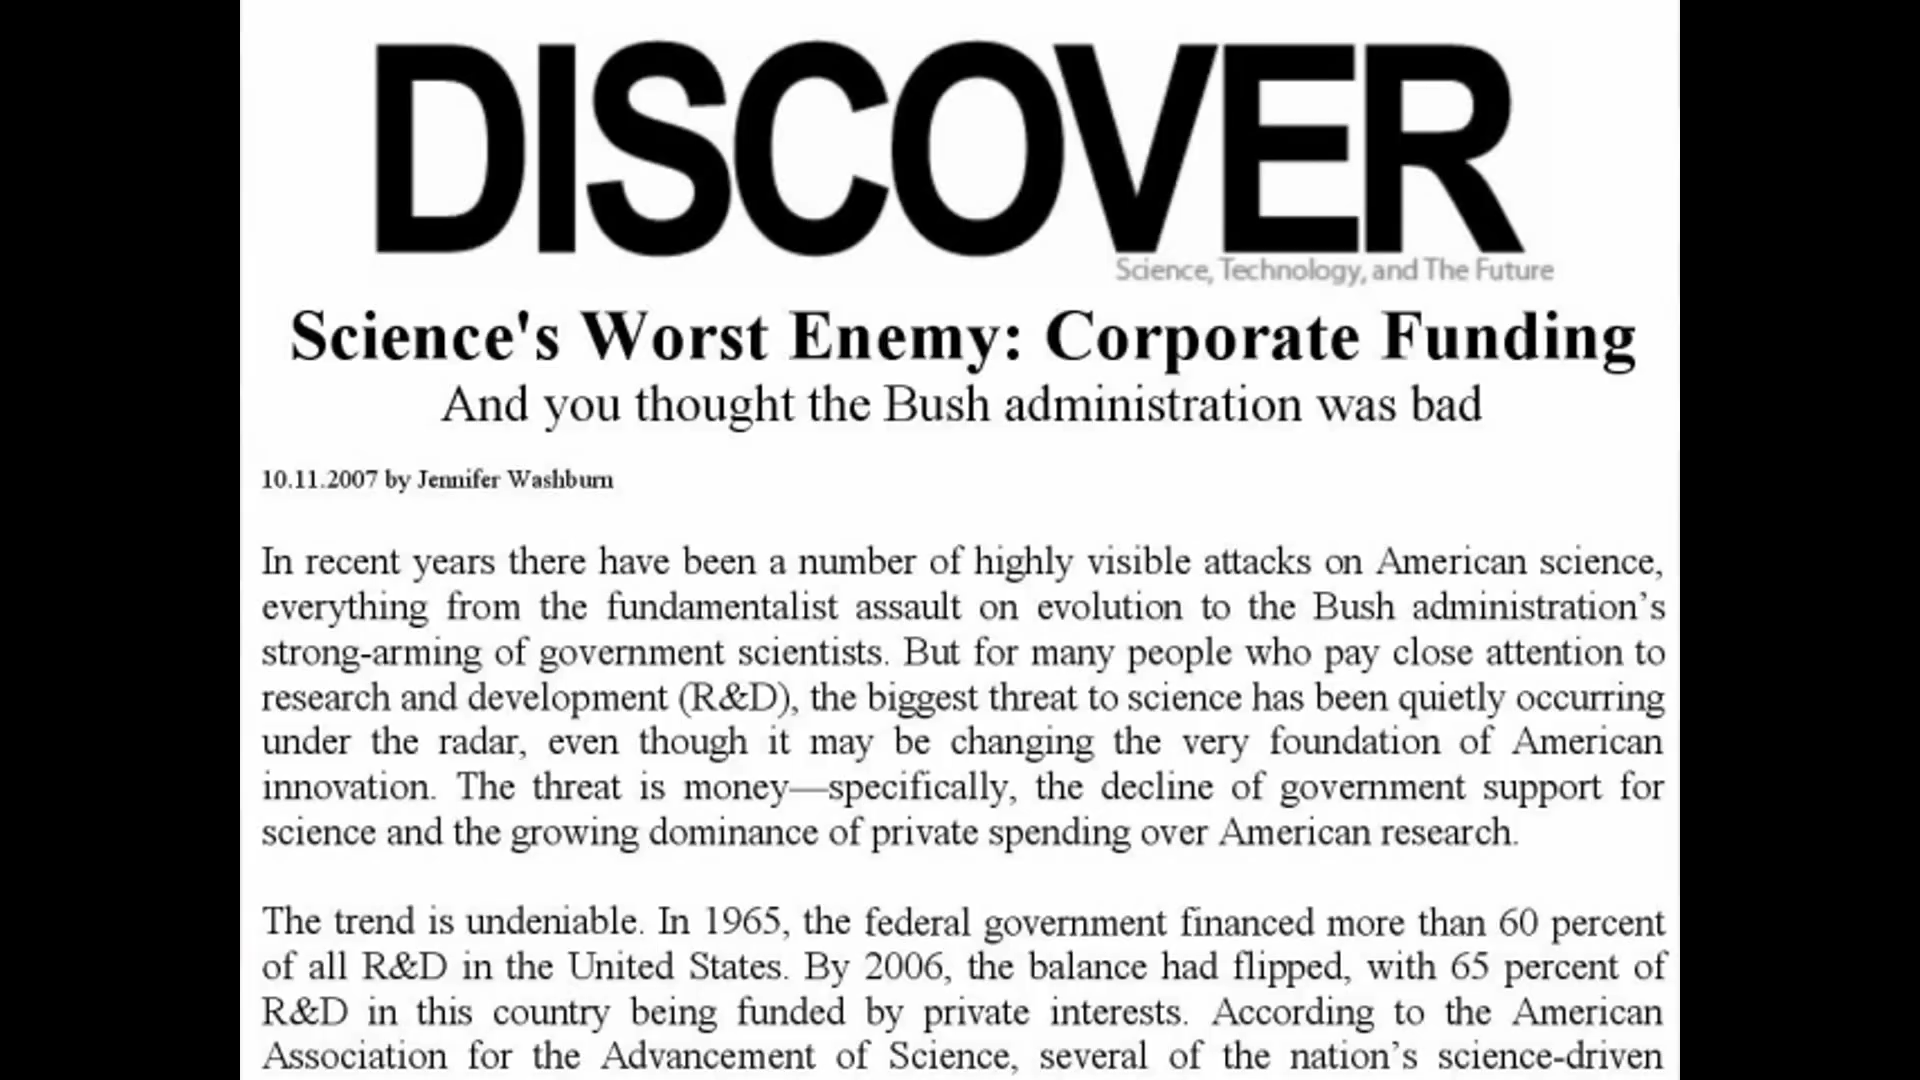 DISCOVER
Science, Technology, and The Future
Science's Worst Enemy: Corporate Funding
And you thought the Bush administration was bad
10.11.2007 by Jennifer Washburn
In recent years there have been a number of highly visible attacks on American science,
everything from the fundamentalist assault on evolution to the Bush administration’s
strong-arming of government scientists. But for many people who pay close attention to
research and development (R&D), the biggest threat to science has been quietly occurring
under the radar, even though it may be changing the very foundation of American
innovation. The threat is money—specifically, the decline of government support for
science and the growing dominance of private spending over American research.
The trend is undeniable. In 1965, the federal government financed more than 60 percent
of all R&D in the United States. By 2006, the balance had flipped, with 65 percent of
R&D in this country being funded by private interests. According to the American
Association for the Advancement of Science, several of the nation’s science-driven